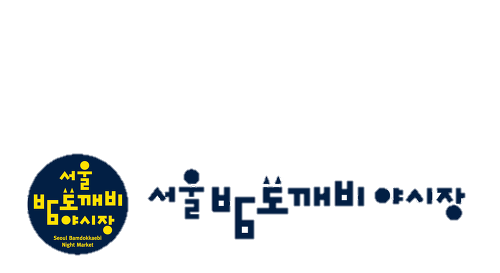 서울
밤도깨비
야시장
Seoul Bamdokkaebi
Night Market
서울 밤도깨비 야시장